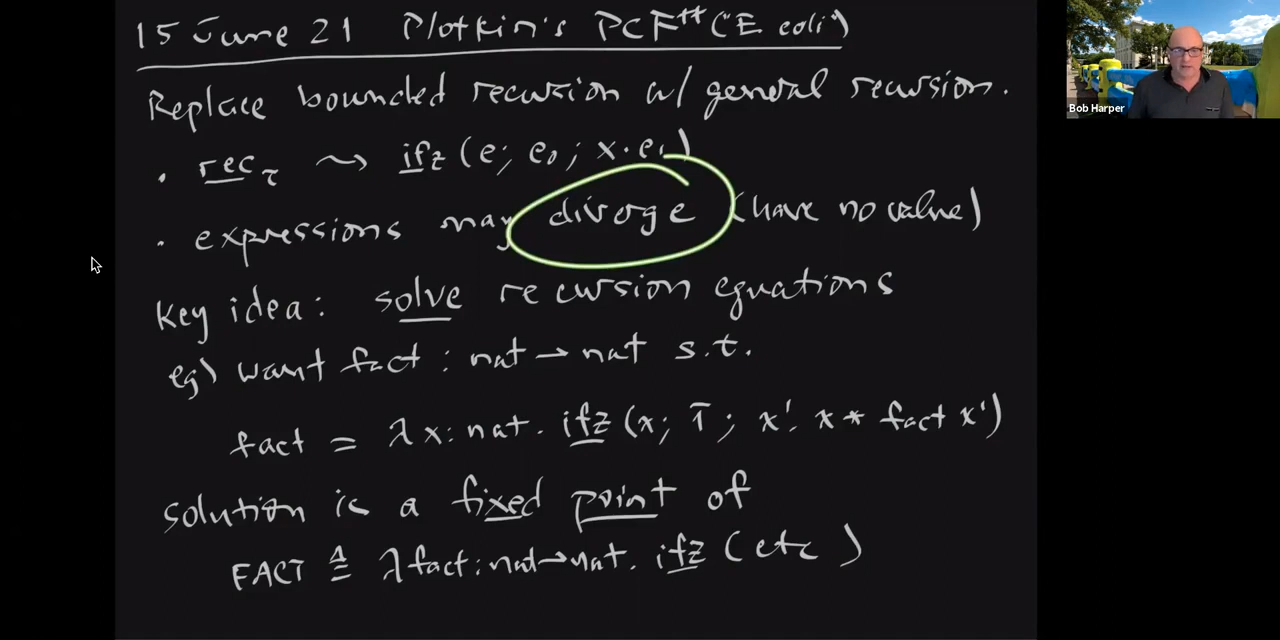 15 June 21 Plotkin's PCF++ ("E coli")
Replace bounded recursion w/ general recursion.
• rec_τ ⇝ ifz (e; e₀; x.e₁)
• expressions may diverge (have no value)
Key idea: solve recursion equations
eg) want fact : nat → nat s.t.
fact = λx:nat. ifz (x; 1̄; x'. x * fact x')
Solution is a fixed point of
FACT ≜ λfact:nat→nat. ifz (etc)
Bob Harper